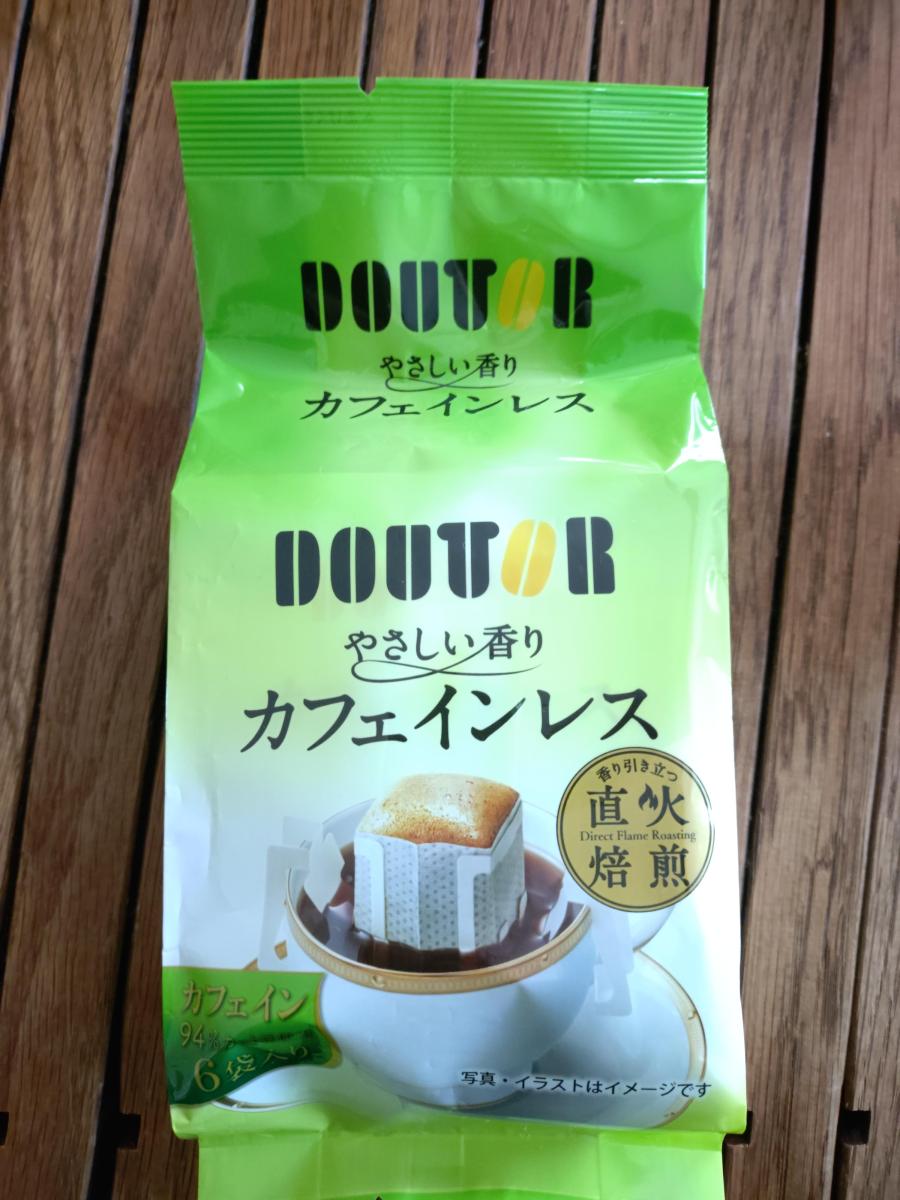 DOUTOR
やさしい香り
カフェインレス
DOUTOR
やさしい香り
カフェインレス
香り引き立つ
直火
Direct Flame Roasting
焙煎
カフェイン
94%カ
6袋入り
写真・イラストはイメージです